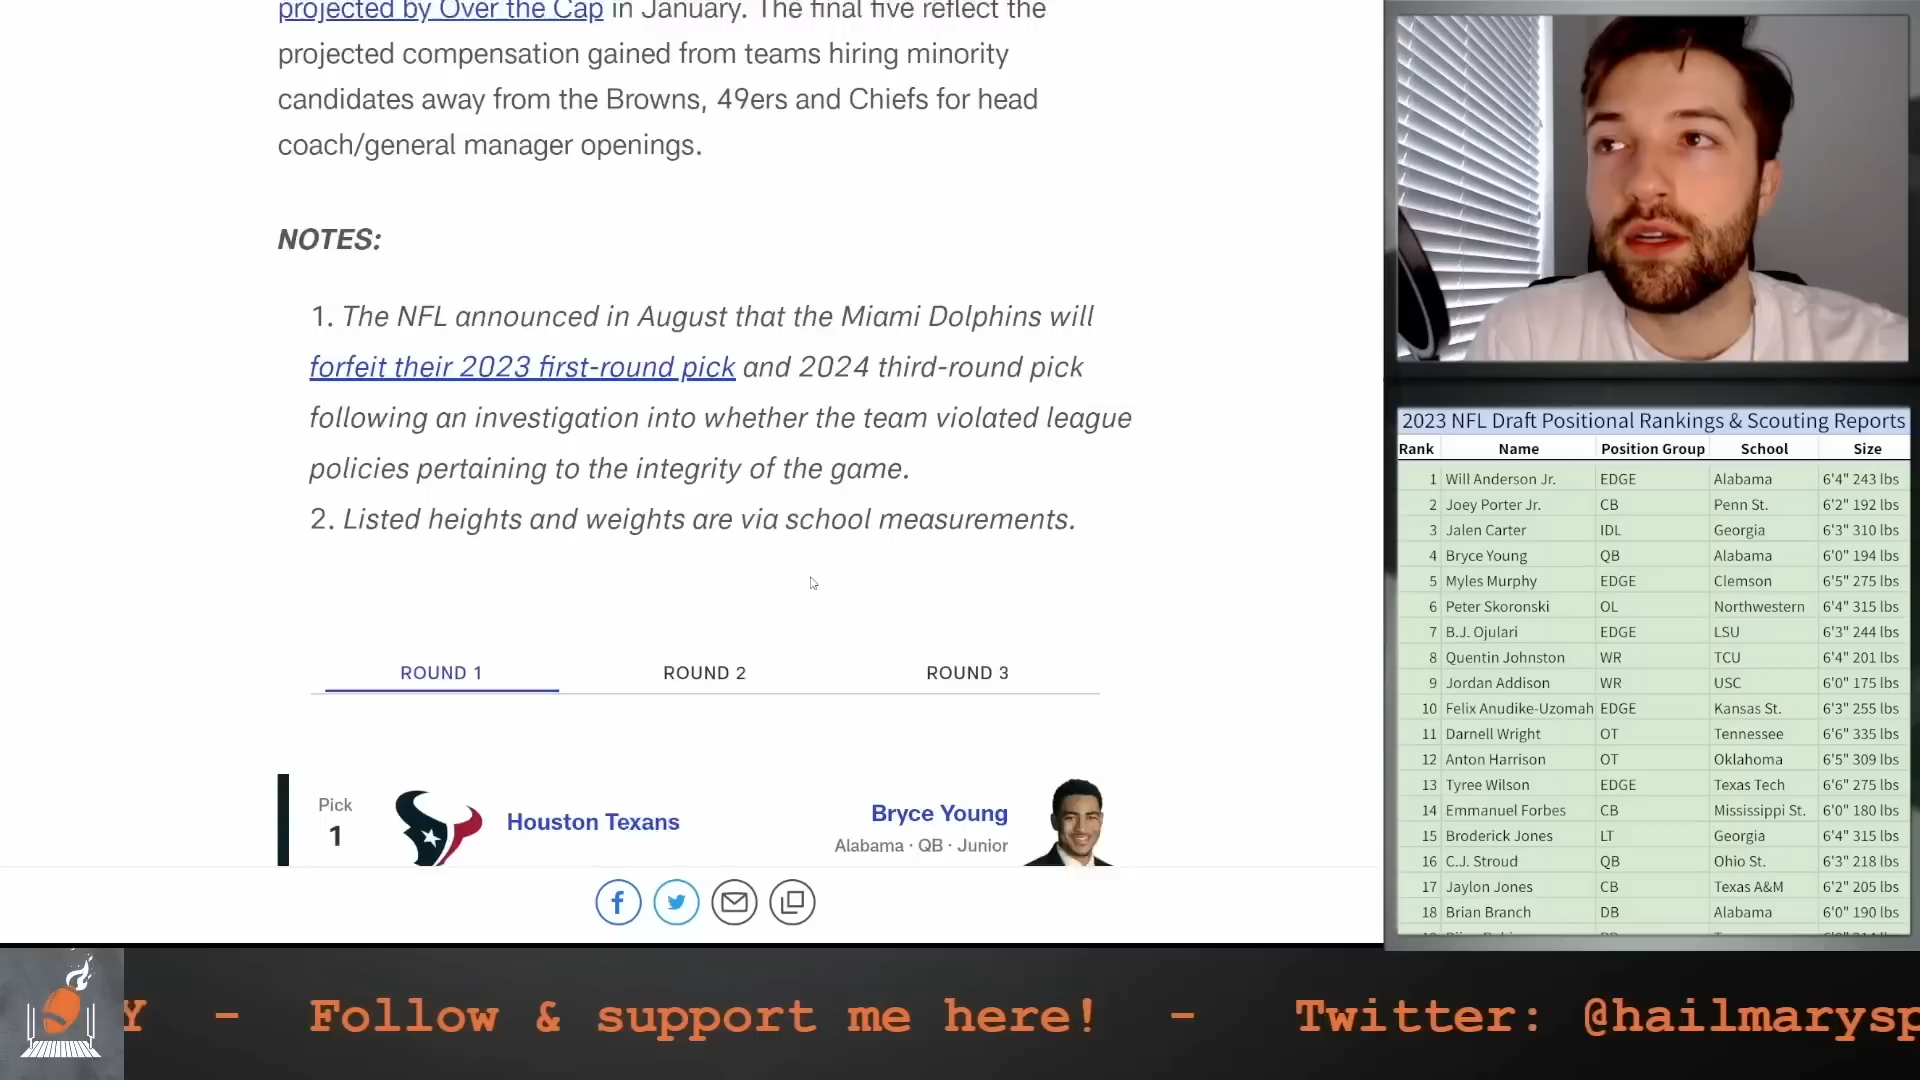 projected by Over the Cap in January. The final five reflect the
projected compensation gained from teams hiring minority
candidates away from the Browns, 49ers and Chiefs for head
coach/general manager openings.
NOTES:
1. The NFL announced in August that the Miami Dolphins will
forfeit their 2023 first-round pick and 2024 third-round pick
following an investigation into whether the team violated league
policies pertaining to the integrity of the game.
2. Listed heights and weights are via school measurements.
ROUND 1 ROUND 2 ROUND 3
Pick
1
Houston Texans
Bryce Young
Alabama · QB · Junior
2023 NFL Draft Positional Rankings & Scouting Reports
Rank Name Position Group School Size
1 Will Anderson Jr. EDGE Alabama 6'4" 243 lbs
2 Joey Porter Jr. CB Penn St. 6'2" 192 lbs
3 Jalen Carter IDL Georgia 6'3" 310 lbs
4 Bryce Young QB Alabama 6'0" 194 lbs
5 Myles Murphy EDGE Clemson 6'5" 275 lbs
6 Peter Skoronski OL Northwestern 6'4" 315 lbs
7 B.J. Ojulari EDGE LSU 6'3" 244 lbs
8 Quentin Johnston WR TCU 6'4" 201 lbs
9 Jordan Addison WR USC 6'0" 175 lbs
10 Felix Anudike-Uzomah EDGE Kansas St. 6'3" 255 lbs
11 Darnell Wright OT Tennessee 6'6" 335 lbs
12 Anton Harrison OT Oklahoma 6'5" 309 lbs
13 Tyree Wilson EDGE Texas Tech 6'6" 275 lbs
14 Emmanuel Forbes CB Mississippi St. 6'0" 180 lbs
15 Broderick Jones LT Georgia 6'4" 315 lbs
16 C.J. Stroud QB Ohio St. 6'3" 218 lbs
17 Jaylon Jones CB Texas A&M 6'2" 205 lbs
18 Brian Branch DB Alabama 6'0" 190 lbs
Y - Follow & support me here! - Twitter: @hailmarysp